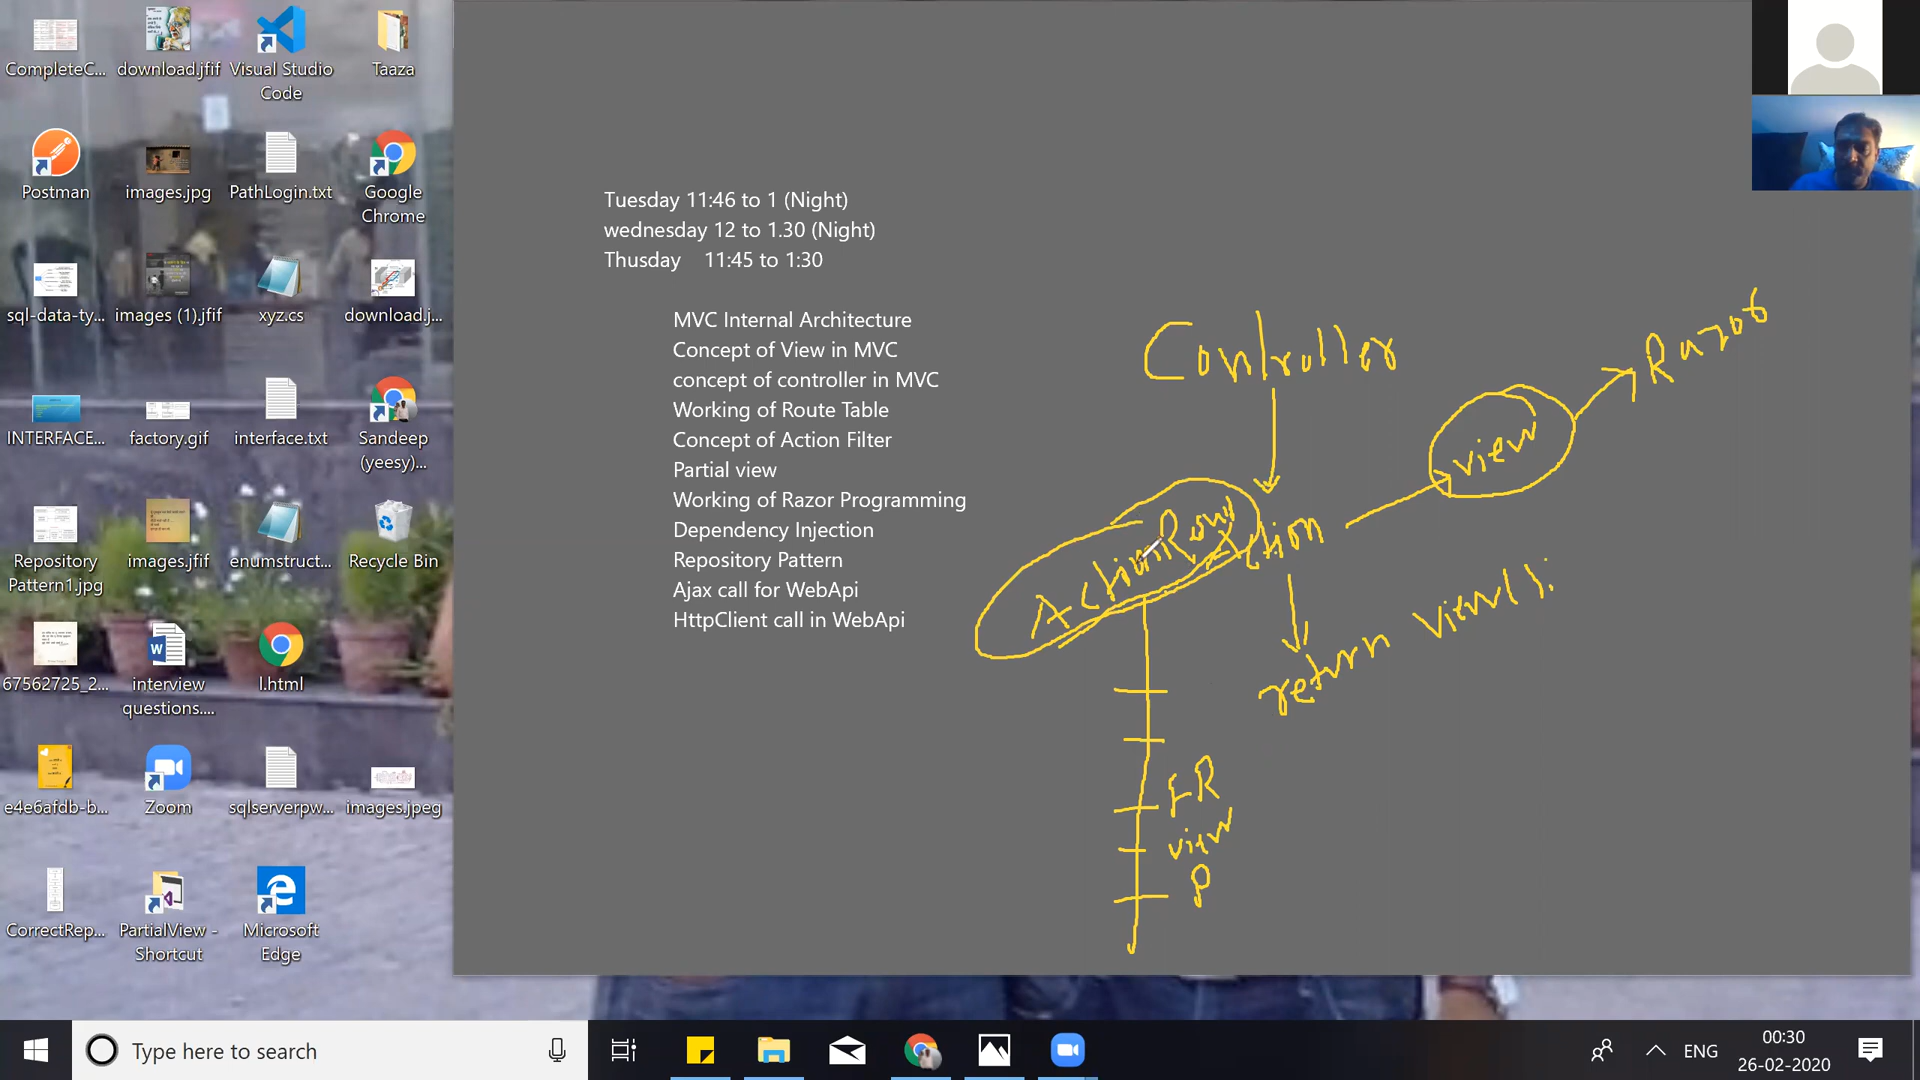 CompleteC...
download.jfif
Visual Studio
Code
Taaza
Postman
images.jpg
PathLogin.txt
Google
Chrome
sql-data-ty...
images (1).jfif
xyz.cs
download.j...
INTERFACE...
factory.gif
interface.txt
Sandeep
(yeesy)...
Repository
Pattern1.jpg
images.jfif
enumstruct...
Recycle Bin
67562725_2...
interview
questions....
l.html
e4e6afdb-b...
Zoom
sqlserverpw...
images.jpeg
CorrectRep...
PartialView -
Shortcut
Microsoft
Edge
Tuesday 11:46 to 1 (Night)
wednesday 12 to 1.30 (Night)
Thusday 11:45 to 1:30
MVC Internal Architecture
Concept of View in MVC
concept of controller in MVC
Working of Route Table
Concept of Action Filter
Partial view
Working of Razor Programming
Dependency Injection
Repository Pattern
Ajax call for WebApi
HttpClient call in WebApi
Controller
Razor
view
Action
return view();
FR
view
P
Type here to search
ENG
00:30
26-02-2020